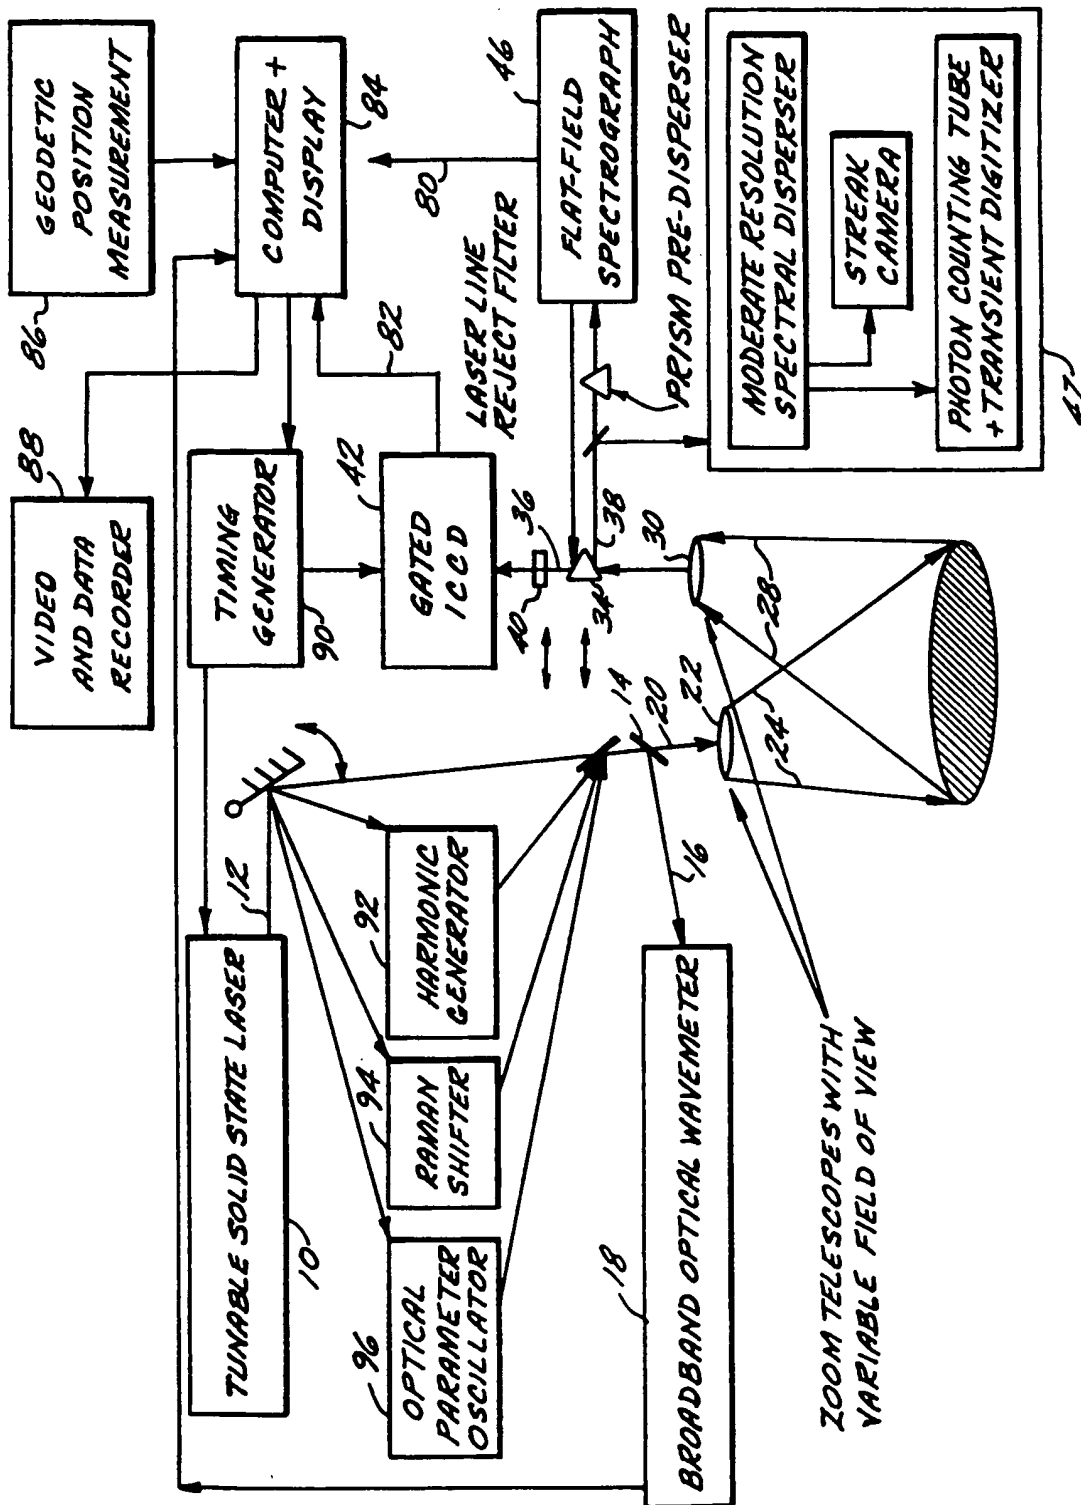 TUNABLE SOLID STATE LASER
10
12
VIDEO
AND DATA
RECORDER
88
86
GEODETIC
POSITION
MEASUREMENT
TIMING
GENERATOR
90
COMPUTER +
DISPLAY
84
82
80
GATED
ICCD
42
LASER LINE
REJECT FILTER
FLAT-FIELD
SPECTROGRAPH
46
OPTICAL
PARAMETER
OSCILLATOR
96
RAMAN
SHIFTER
94
HARMONIC
GENERATOR
92
40
36
34
38
PRISM PRE-DISPERSER
14
16
20
22
24
28
30
BROADBAND OPTICAL WAVEMETER
18
ZOOM TELESCOPES WITH
VARIABLE FIELD OF VIEW
MODERATE RESOLUTION
SPECTRAL DISPERSER
STREAK
CAMERA
PHOTON COUNTING TUBE
+ TRANSIENT DIGITIZER
47